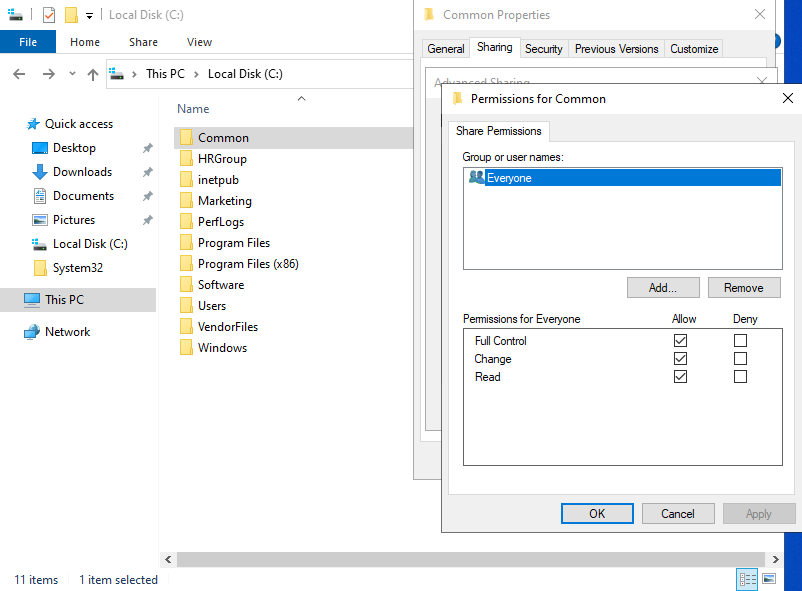 Local Disk (C:)
File Home Share View
This PC Local Disk (C:)
Name
Quick access
Desktop
Downloads
Documents
Pictures
Local Disk (C:)
System32
This PC
Network
Common
HRGroup
inetpub
Marketing
PerfLogs
Program Files
Program Files (x86)
Software
Users
VendorFiles
Windows
11 items 1 item selected
Common Properties
General Sharing Security Previous Versions Customize
Advanced Sharing
Permissions for Common
Share Permissions
Group or user names:
Everyone
Add... Remove
Permissions for Everyone Allow Deny
Full Control
Change
Read
OK Cancel Apply